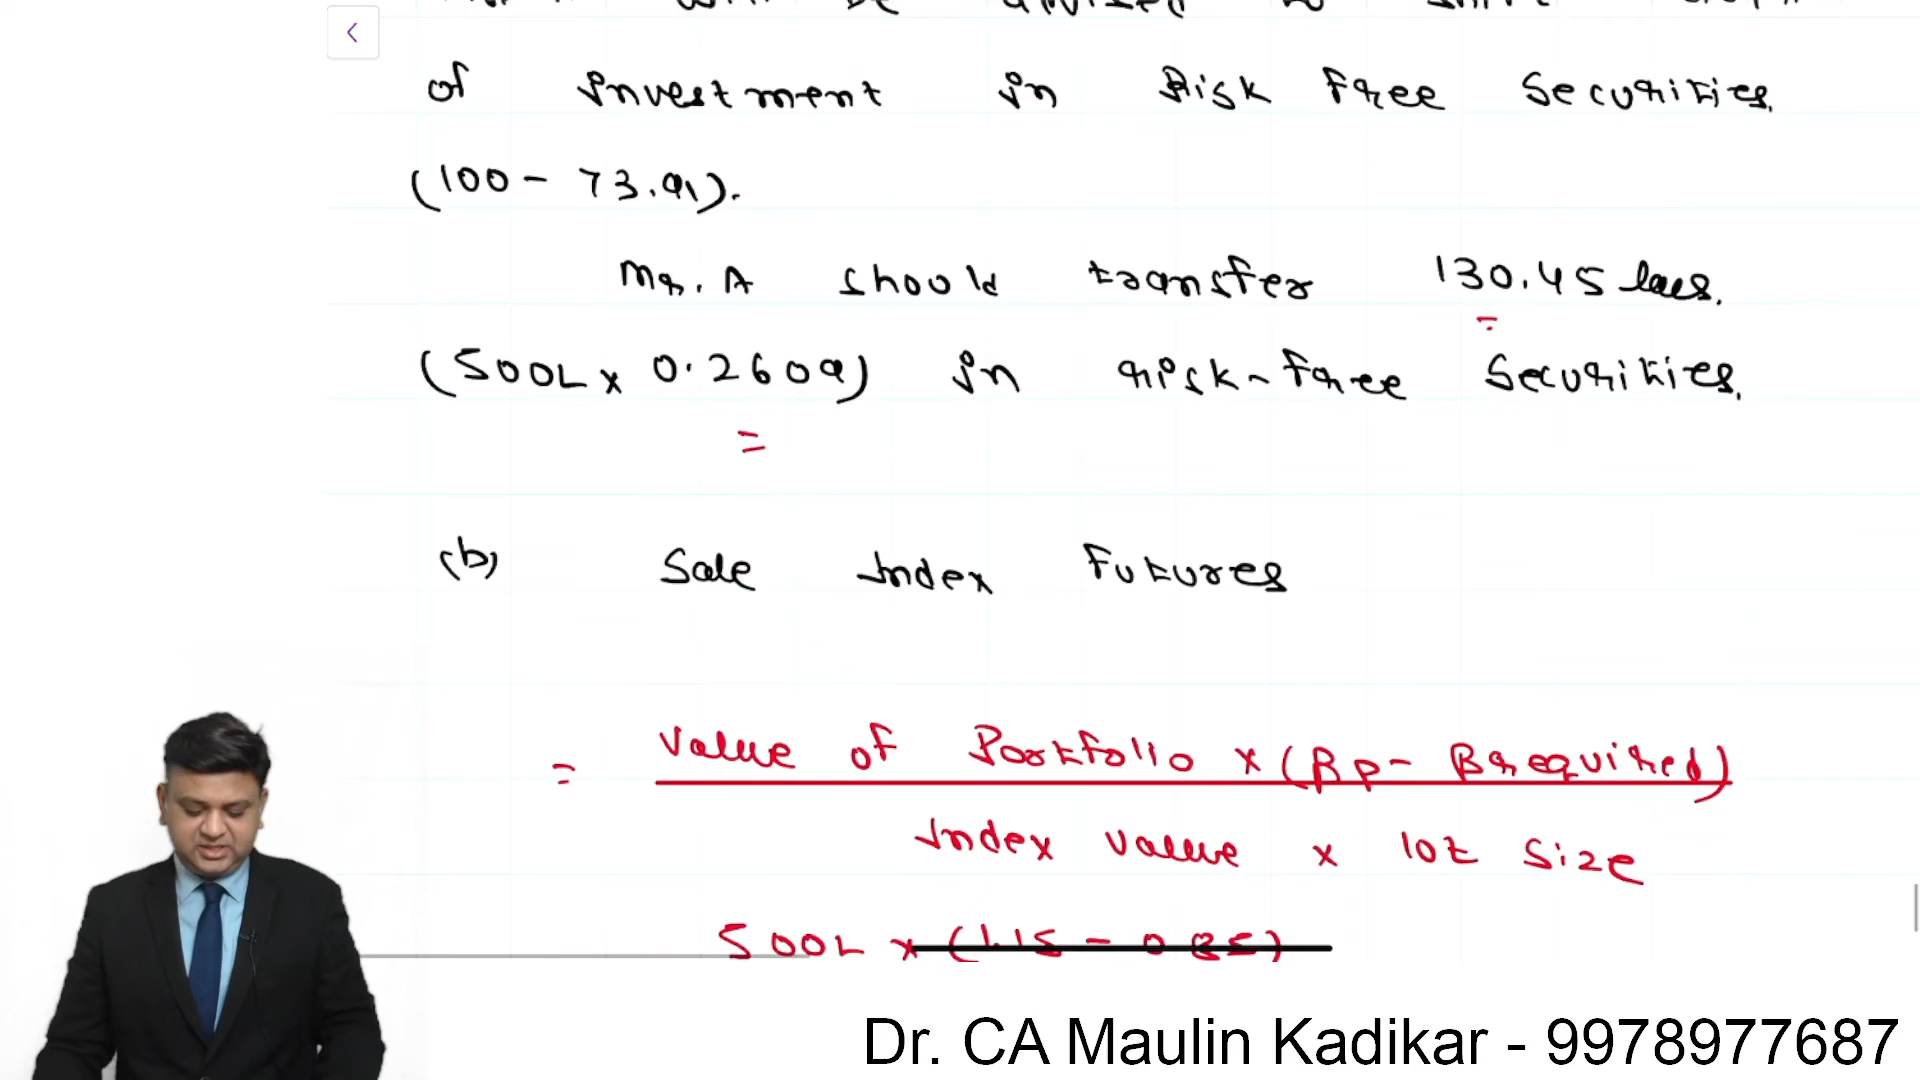 of investment in Risk free securities.
(100 - 73.91).
Mr. A should transfer 130.45 lacs.
(500L x 0.2609) in risk-free securities.
(b) Sale Index Futures
= Value of Portfolio x (βp - βrequired)
Index value x lot size
500L x (1.15 - 0.85)
Dr. CA Maulin Kadikar - 9978977687